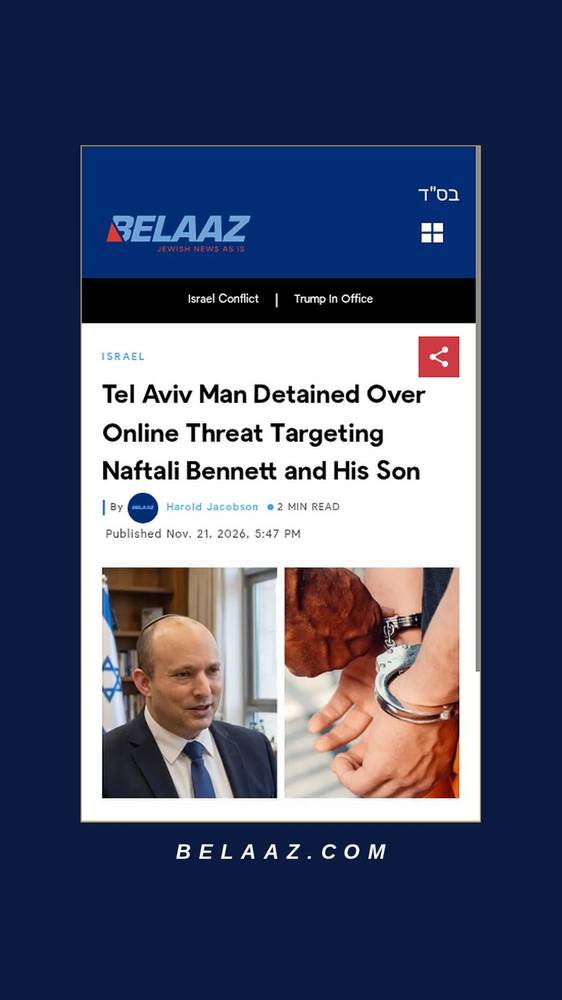 בס"ד
BELAAZ
JEWISH NEWS AS IS
Israel Conflict | Trump In Office
ISRAEL
Tel Aviv Man Detained Over
Online Threat Targeting
Naftali Bennett and His Son
By BELAAZ Harold Jacobson 2 MIN READ
Published Nov. 21, 2026, 5:47 PM
BELAAZ.COM